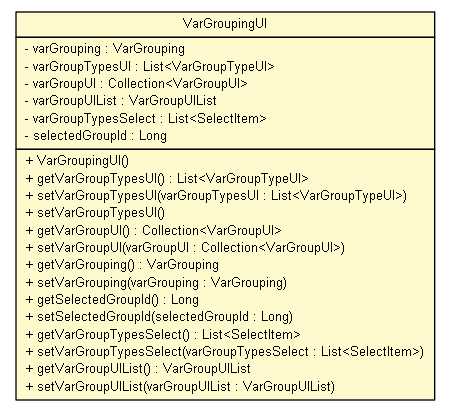 VarGroupingUI
- varGrouping : VarGrouping
- varGroupTypesUI : List<VarGroupTypeUI>
- varGroupUI : Collection<VarGroupUI>
- varGroupUIList : VarGroupUIList
- varGroupTypesSelect : List<SelectItem>
- selectedGroupId : Long
+ VarGroupingUI()
+ getVarGroupTypesUI() : List<VarGroupTypeUI>
+ setVarGroupTypesUI(varGroupTypesUI : List<VarGroupTypeUI>)
+ setVarGroupTypesUI()
+ getVarGroupUI() : Collection<VarGroupUI>
+ setVarGroupUI(varGroupUI : Collection<VarGroupUI>)
+ getVarGrouping() : VarGrouping
+ setVarGrouping(varGrouping : VarGrouping)
+ getSelectedGroupId() : Long
+ setSelectedGroupId(selectedGroupId : Long)
+ getVarGroupTypesSelect() : List<SelectItem>
+ setVarGroupTypesSelect(varGroupTypesSelect : List<SelectItem>)
+ getVarGroupUIList() : VarGroupUIList
+ setVarGroupUIList(varGroupUIList : VarGroupUIList)